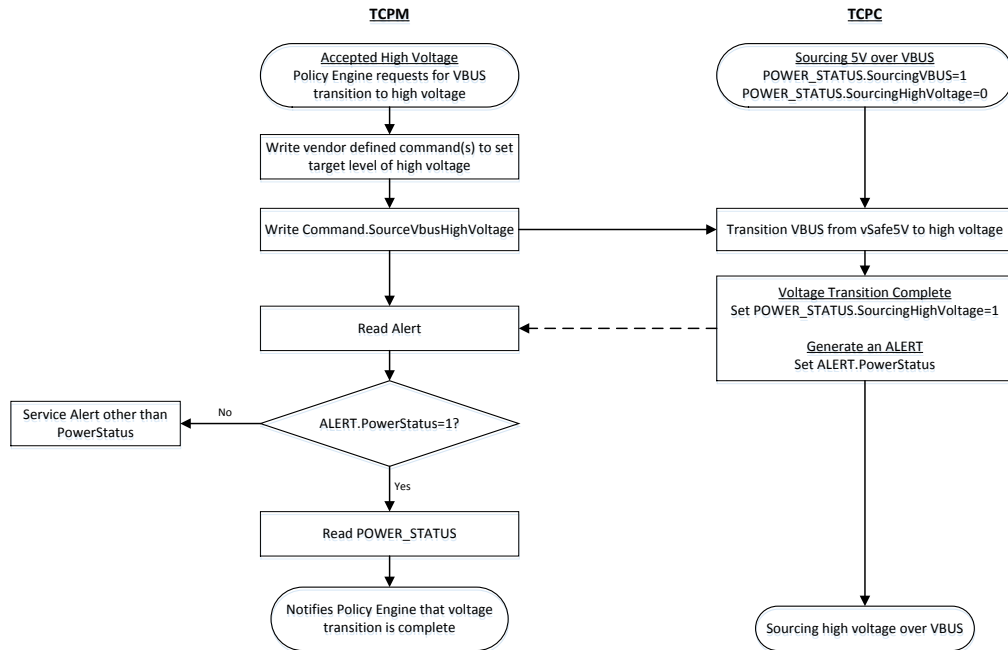 TCPM
TCPC
Accepted High Voltage
Policy Engine requests for VBUS
transition to high voltage
Sourcing 5V over VBUS
POWER_STATUS.SourcingVBUS=1
POWER_STATUS.SourcingHighVoltage=0
Write vendor defined command(s) to set
target level of high voltage
Write Command.SourceVbusHighVoltage
Transition VBUS from vSafe5V to high voltage
Voltage Transition Complete
Set POWER_STATUS.SourcingHighVoltage=1
Generate an ALERT
Set ALERT.PowerStatus
Read Alert
Service Alert other than
PowerStatus
No
ALERT.PowerStatus=1?
Yes
Read POWER_STATUS
Notifies Policy Engine that voltage
transition is complete
Sourcing high voltage over VBUS